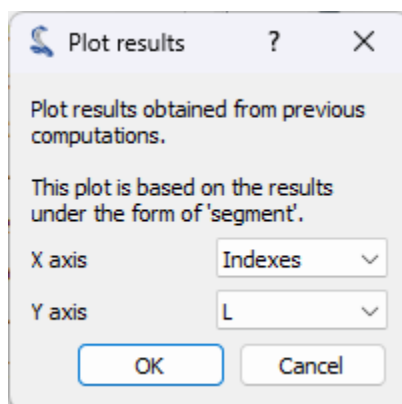 Plot results ?
Plot results obtained from previous
computations.
This plot is based on the results
under the form of 'segment'.
X axis Indexes
Y axis L
OK Cancel